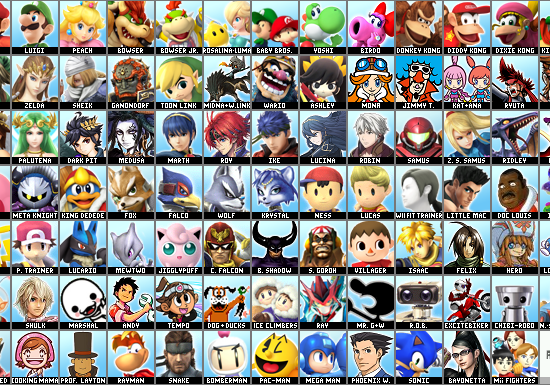 LUIGI PEACH BOWSER BOWSER JR. ROSALINA+LUMA BABY BROS. YOSHI BIRDO DONKEY KONG DIDDY KONG DIXIE KONG
ZELDA SHEIK GANONDORF TOON LINK MIDNA+W.LINK WARIO ASHLEY MONA JIMMY T. KAT+ANA RYUTA
PALUTENA DARK PIT MEDUSA MARTH ROY IKE LUCINA ROBIN SAMUS Z. S. SAMUS RIDLEY
META KNIGHT KING DEDEDE FOX FALCO WOLF KRYSTAL NESS LUCAS WII FIT TRAINER LITTLE MAC DOC LOUIS
P. TRAINER LUCARIO MEWTWO JIGGLYPUFF C. FALCON B. SHADOW S. GOROH VILLAGER ISAAC FELIX HERO
SHULK MARSHAL ANDY TEMPO DOG+DUCKS ICE CLIMBERS RAY MR. G+W R.O.B. EXCITEBIKER CHIBI-ROBO
COOKING MAMA PROF. LAYTON RAYMAN SNAKE BOMBERMAN PAC-MAN MEGA MAN PHOENIX W. SONIC BAYONETTA Mii FIGHTERS